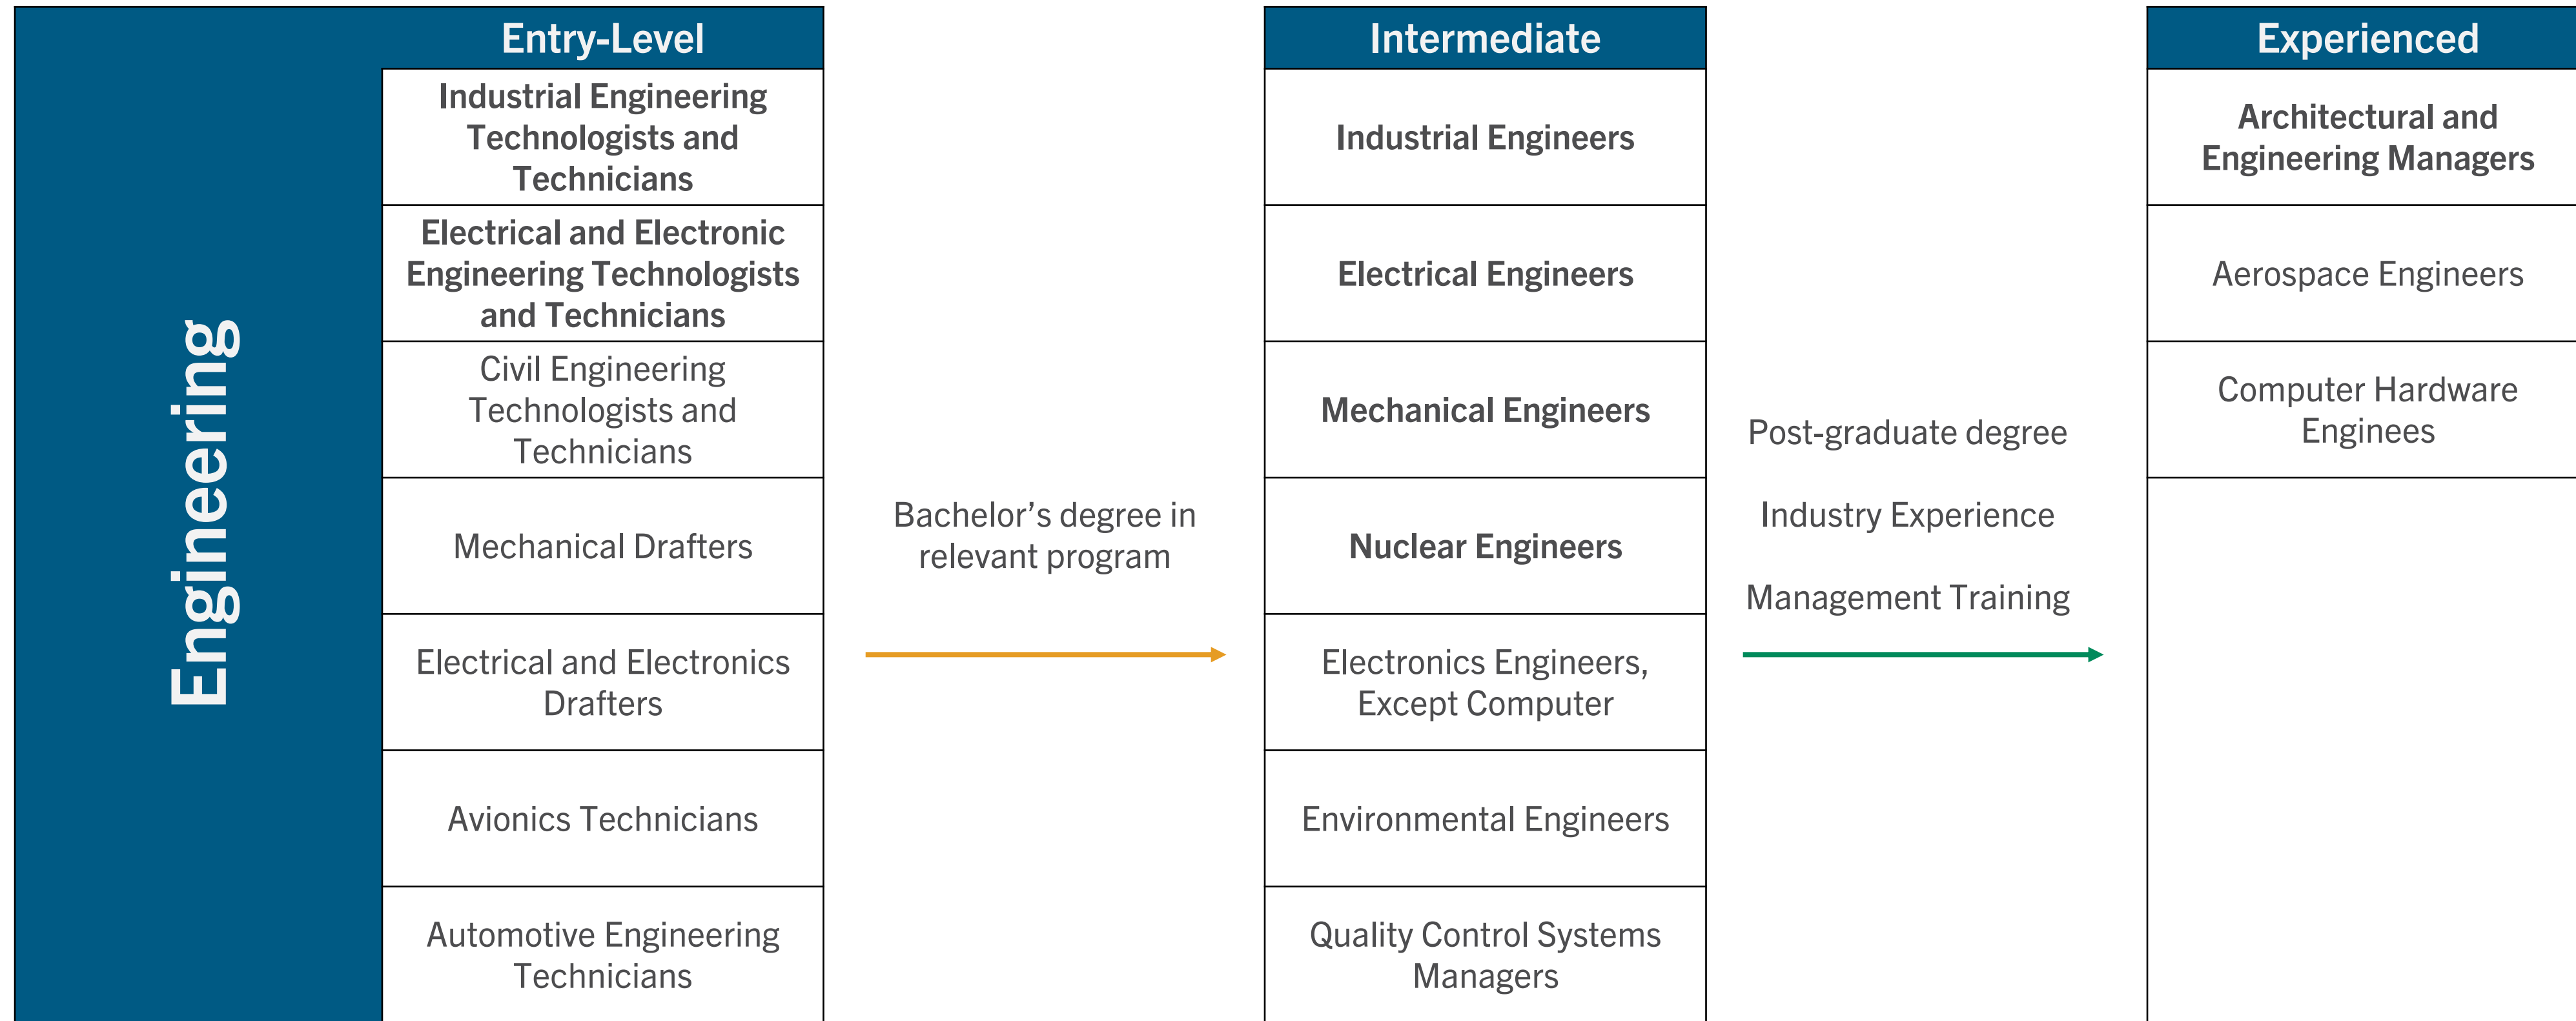 Engineering
Entry-Level
Industrial Engineering
Technologists and
Technicians
Electrical and Electronic
Engineering Technologists
and Technicians
Civil Engineering
Technologists and
Technicians
Mechanical Drafters
Electrical and Electronics
Drafters
Avionics Technicians
Automotive Engineering
Technicians
Bachelor’s degree in
relevant program
Intermediate
Industrial Engineers
Electrical Engineers
Mechanical Engineers
Nuclear Engineers
Electronics Engineers,
Except Computer
Environmental Engineers
Quality Control Systems
Managers
Post-graduate degree
Industry Experience
Management Training
Experienced
Architectural and
Engineering Managers
Aerospace Engineers
Computer Hardware
Enginees